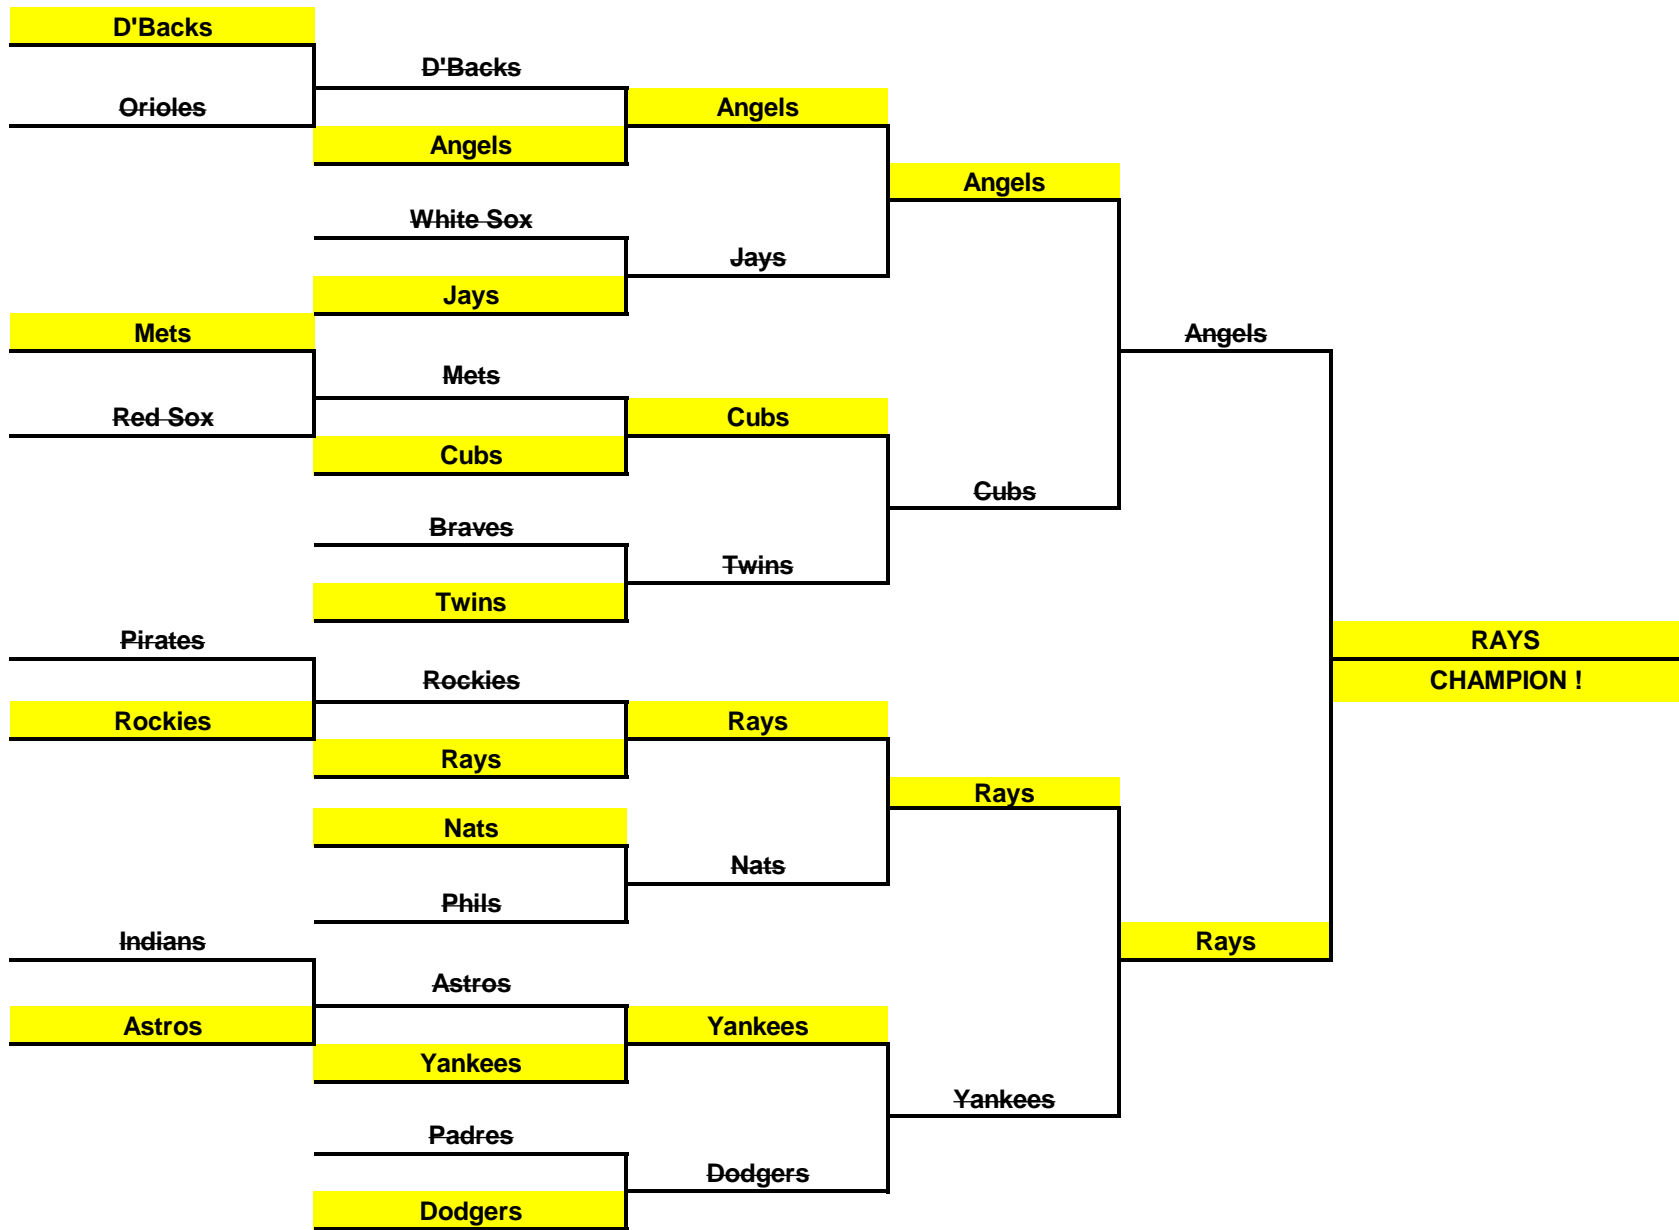 D'Backs
D'Backs
Orioles
Angels
Angels
Angels
White Sox
Jays
Jays
Mets
Angels
Mets
Red Sox
Cubs
Cubs
Cubs
Braves
Twins
Twins
Pirates
RAYS
Rockies
CHAMPION !
Rockies
Rays
Rays
Rays
Nats
Nats
Phils
Indians
Rays
Astros
Astros
Yankees
Yankees
Yankees
Padres
Dodgers
Dodgers